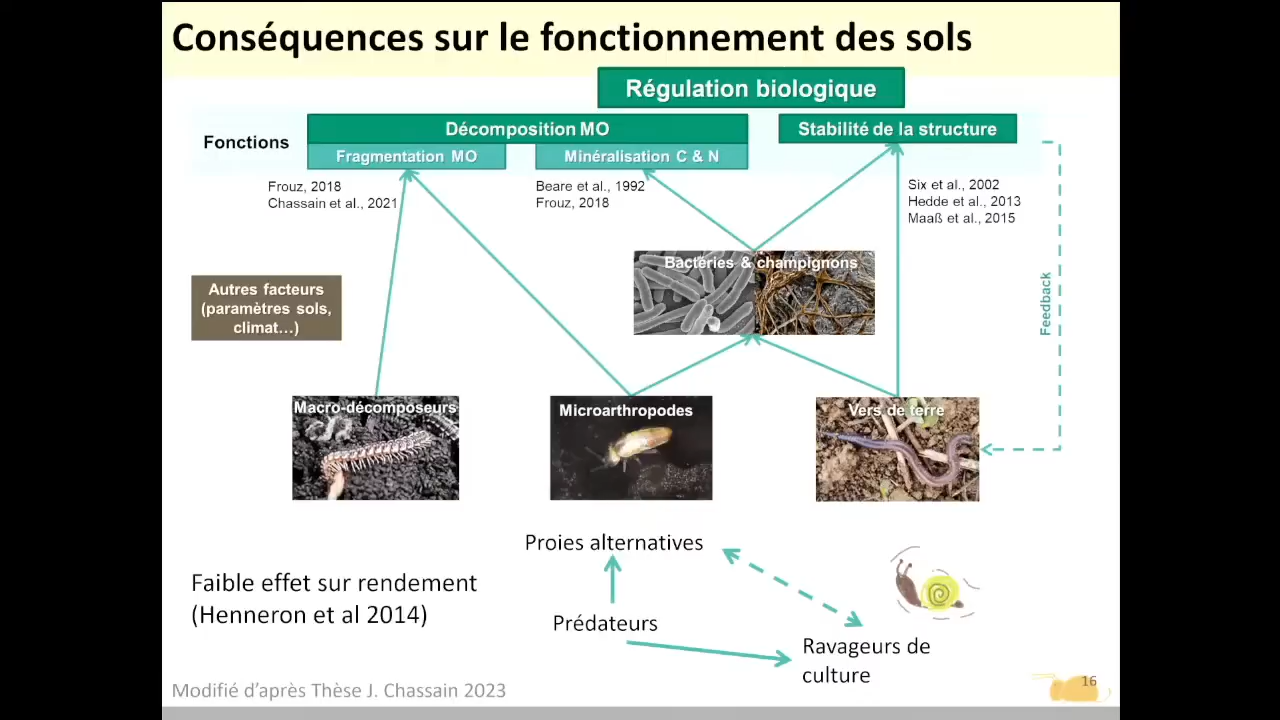 Conséquences sur le fonctionnement des sols
Régulation biologique
Fonctions
Décomposition MO
Stabilité de la structure
Fragmentation MO
Minéralisation C & N
Frouz, 2018
Chassain et al., 2021
Beare et al., 1992
Frouz, 2018
Six et al., 2002
Hedde et al., 2013
Maaß et al., 2015
Bactéries & champignons
Autres facteurs
(paramètres sols,
climat...)
Feedback
Macro-décomposeurs
Microarthropodes
Vers de terre
Proies alternatives
Faible effet sur rendement
(Henneron et al 2014)
Prédateurs
Ravageurs de
culture
Modifié d'après Thèse J. Chassain 2023
16